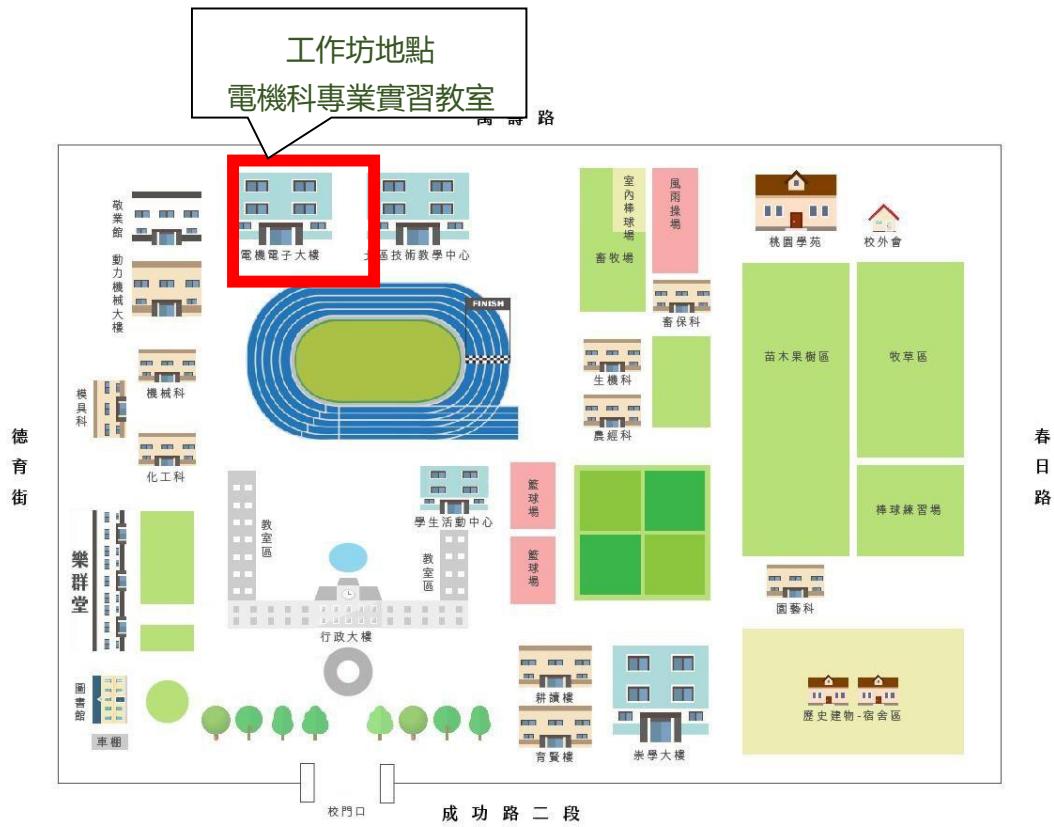 工作坊地點
電機科專業實習教室
萬壽路
敬業館
電機電子大樓
北區技術教學中心
室內棒球場
風雨操場
畜牧場
桃園學苑
校外會
動力機械大樓
FINISH
畜保科
苗木果樹區
牧草區
生機科
機械科
模具科
農經科
德育街
春日路
化工科
籃球場
學生活動中心
棒球練習場
教室區
教室區
樂群堂
籃球場
園藝科
行政大樓
圖書館
耕讀樓
歷史建物-宿舍區
車棚
育賢樓
崇學大樓
校門口
成功路二段